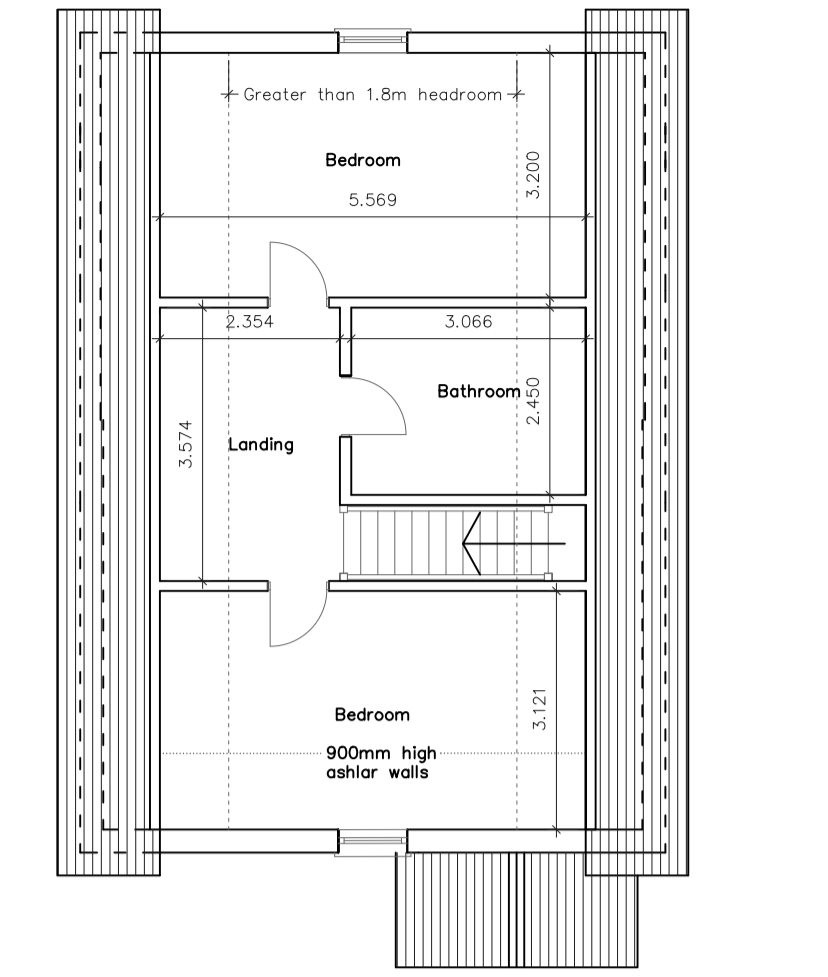 Greater than 1.8m headroom
Bedroom
3.200
5.569
2.354
3.066
Bathroom
2.450
3.574
Landing
Bedroom
3.121
900mm high
ashlar walls